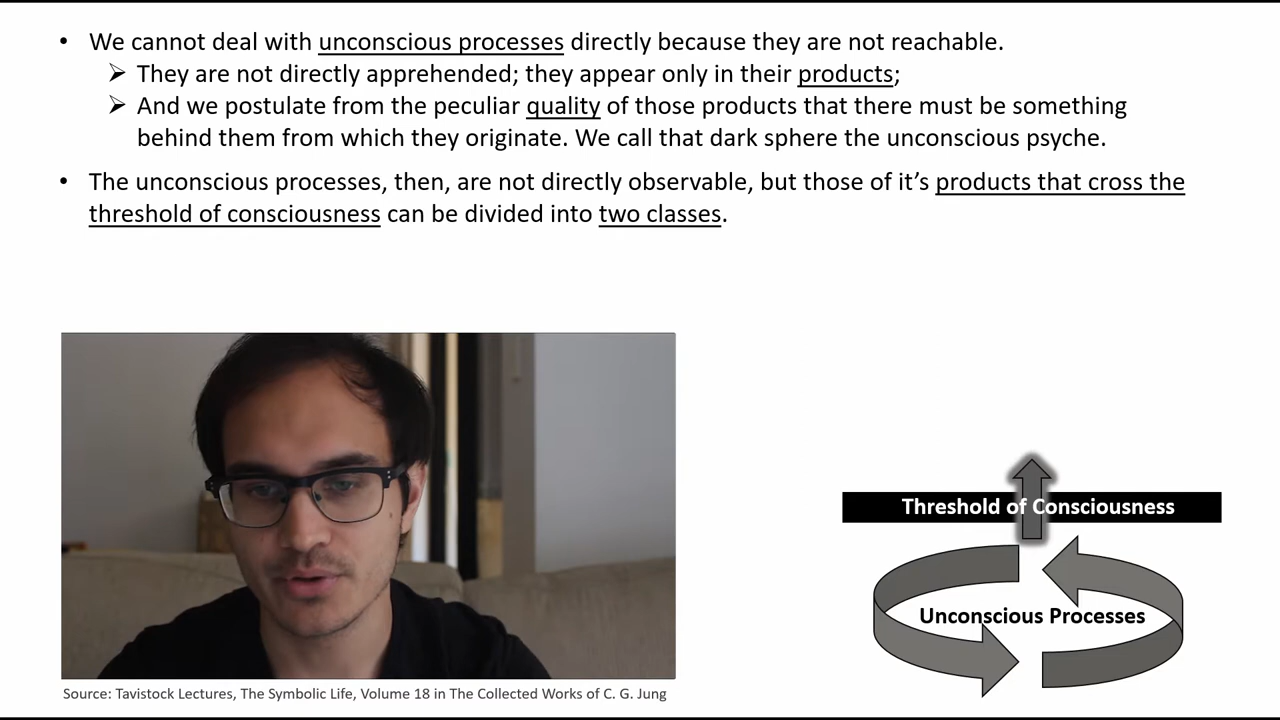 • We cannot deal with unconscious processes directly because they are not reachable.
➢ They are not directly apprehended; they appear only in their products;
➢ And we postulate from the peculiar quality of those products that there must be something
behind them from which they originate. We call that dark sphere the unconscious psyche.
• The unconscious processes, then, are not directly observable, but those of it’s products that cross the
threshold of consciousness can be divided into two classes.
Threshold of Consciousness
Unconscious Processes
Source: Tavistock Lectures, The Symbolic Life, Volume 18 in The Collected Works of C. G. Jung